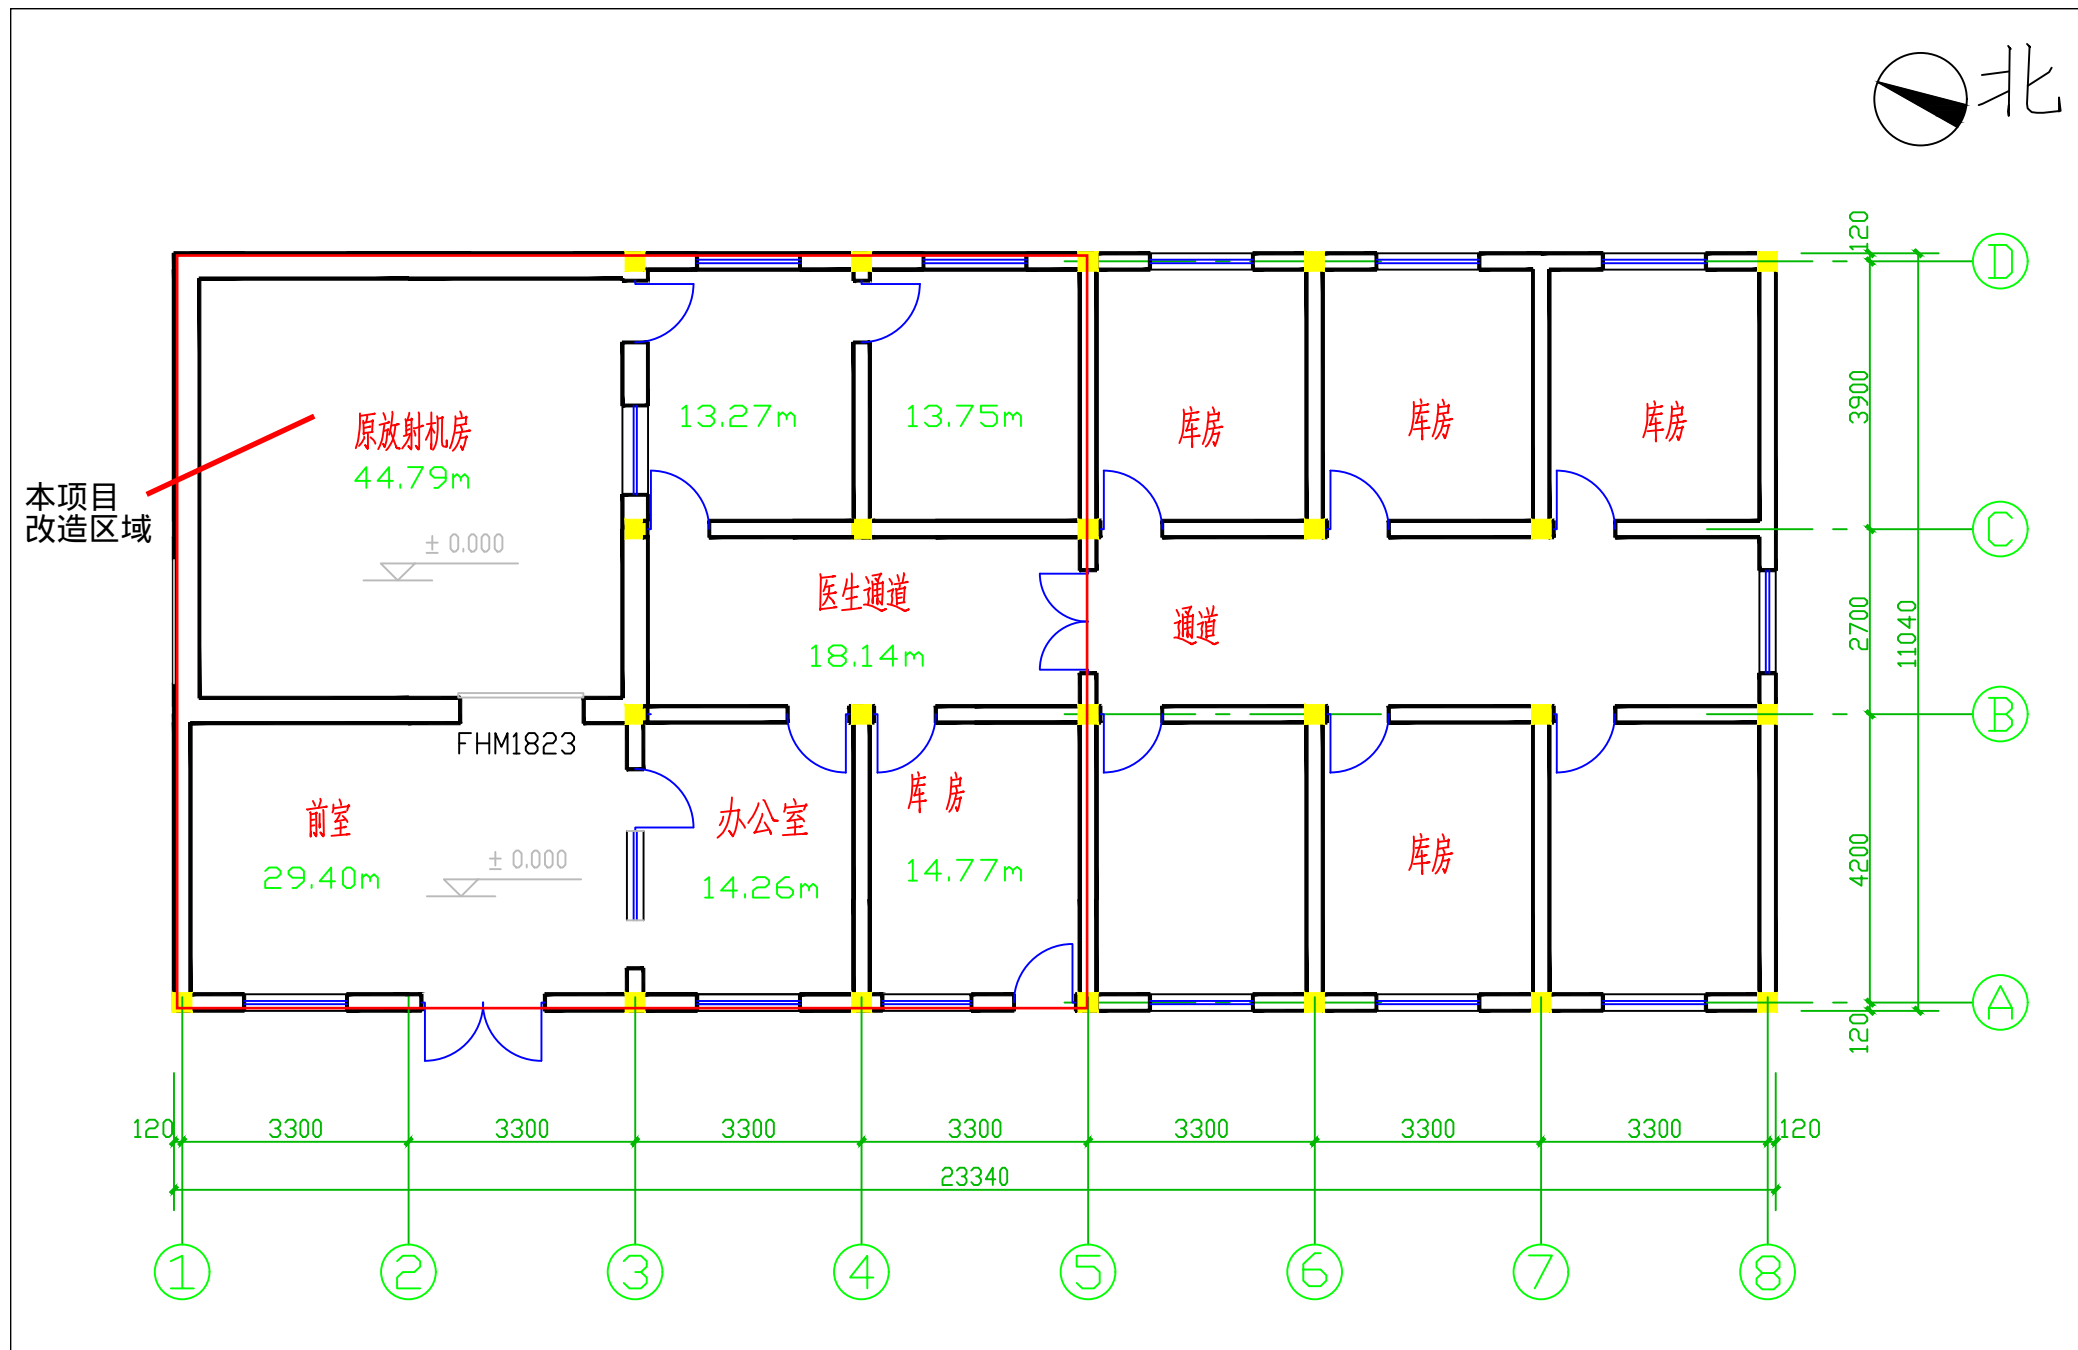 北
120
D
原放射机房
44.79m
13.27m
13.75m
库房
库房
库房
3900
本项目
改造区域
± 0.000
C
医生通道
18.14m
通道
2700
11040
B
FHM1823
前室
29.40m
± 0.000
办公室
14.26m
库 房
14.77m
库房
4200
A
120
120
3300
3300
3300
3300
3300
3300
3300
120
23340
1
2
3
4
5
6
7
8